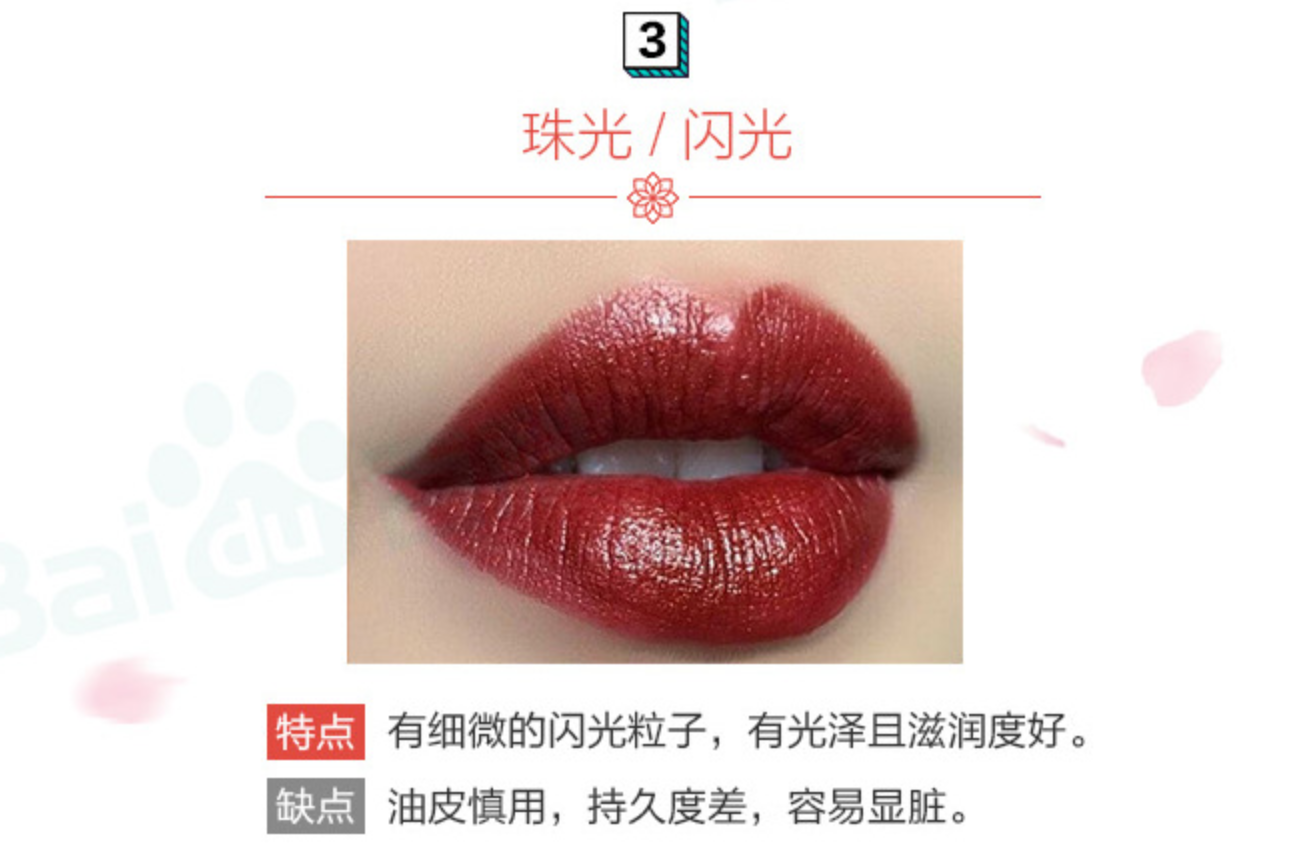 3
珠光 / 闪光
Baidu
特点 有细微的闪光粒子，有光泽且滋润度好。
缺点 油皮慎用，持久度差，容易显脏。